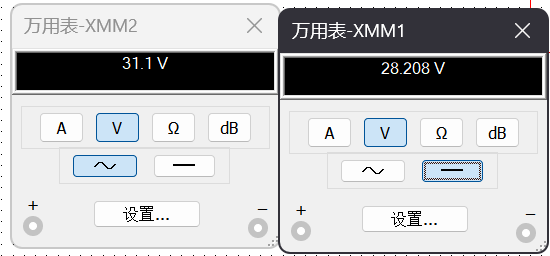 万用表-XMM2
31.1 V
A V Ω dB
+ −
设置...
万用表-XMM1
28.208 V
A V Ω dB
+ −
设置...